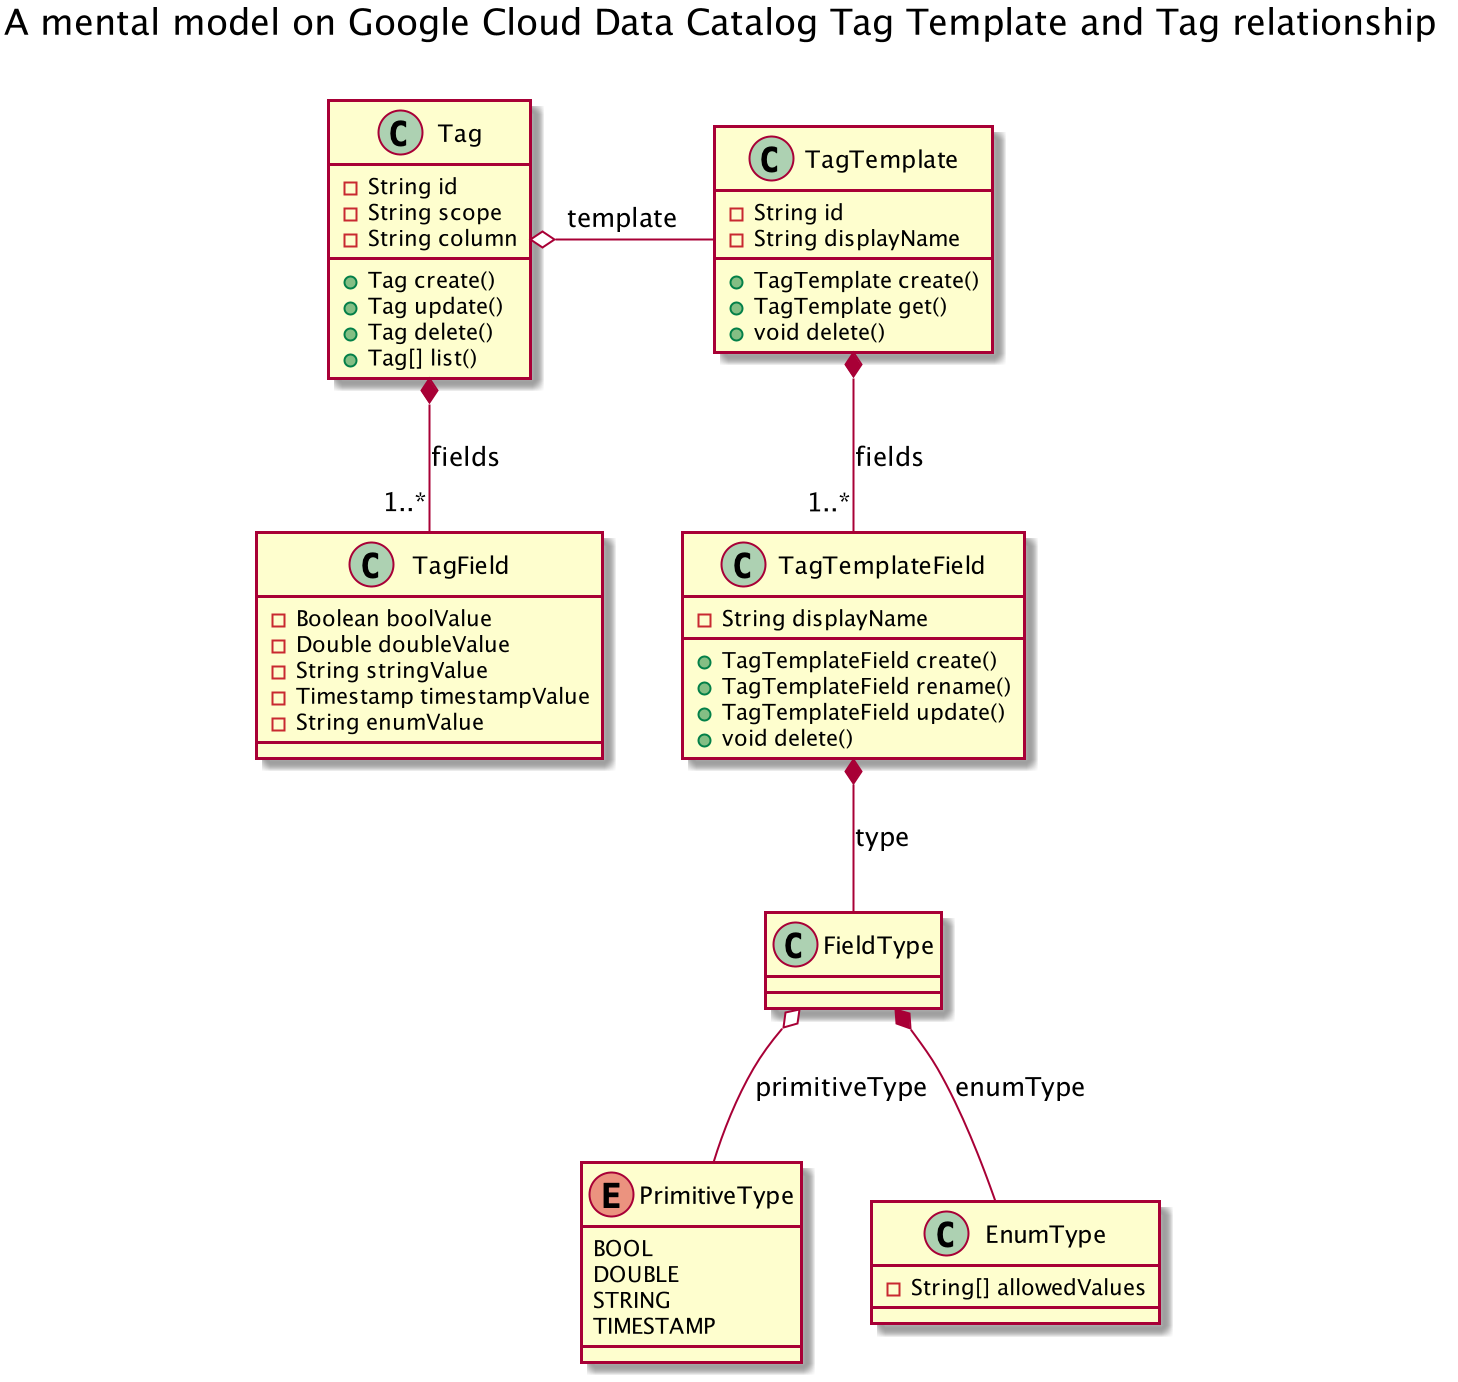 A mental model on Google Cloud Data Catalog Tag Template and Tag relationship
C Tag
String id
String scope
String column
Tag create()
Tag update()
Tag delete()
Tag[] list()
template
C TagTemplate
String id
String displayName
TagTemplate create()
TagTemplate get()
void delete()
fields
1..*
fields
1..*
C TagField
Boolean boolValue
Double doubleValue
String stringValue
Timestamp timestampValue
String enumValue
C TagTemplateField
String displayName
TagTemplateField create()
TagTemplateField rename()
TagTemplateField update()
void delete()
type
C FieldType
primitiveType
enumType
E PrimitiveType
BOOL
DOUBLE
STRING
TIMESTAMP
C EnumType
String[] allowedValues